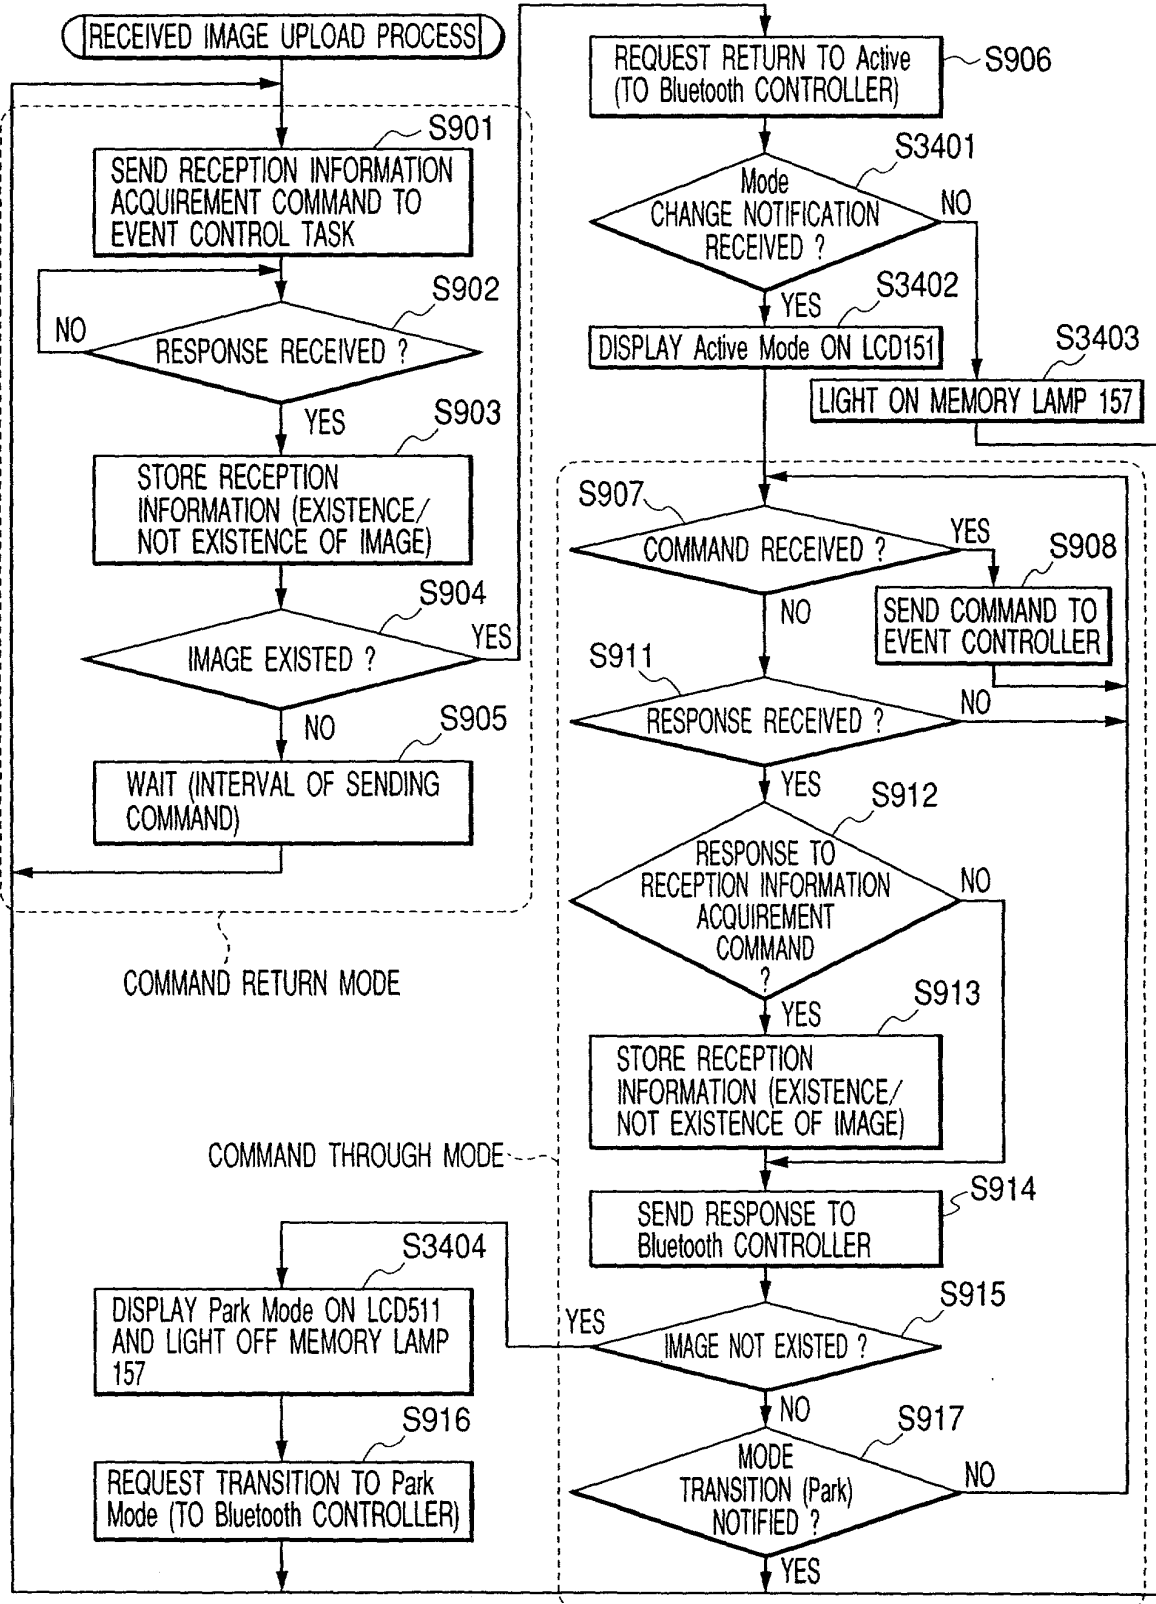 RECEIVED IMAGE UPLOAD PROCESS
S901
SEND RECEPTION INFORMATION
ACQUIREMENT COMMAND TO
EVENT CONTROL TASK
S902
NO
RESPONSE RECEIVED ?
YES
S903
STORE RECEPTION
INFORMATION (EXISTENCE/
NOT EXISTENCE OF IMAGE)
S904
YES
IMAGE EXISTED ?
NO
S905
WAIT (INTERVAL OF SENDING
COMMAND)
COMMAND RETURN MODE
REQUEST RETURN TO Active
(TO Bluetooth CONTROLLER)
S906
S3401
Mode
CHANGE NOTIFICATION
RECEIVED ?
NO
YES
S3402
DISPLAY Active Mode ON LCD151
S3403
LIGHT ON MEMORY LAMP 157
S907
COMMAND RECEIVED ?
YES
S908
SEND COMMAND TO
EVENT CONTROLLER
NO
S911
RESPONSE RECEIVED ?
NO
YES
S912
RESPONSE TO
RECEPTION INFORMATION
ACQUIREMENT
COMMAND
?
NO
YES
S913
STORE RECEPTION
INFORMATION (EXISTENCE/
NOT EXISTENCE OF IMAGE)
COMMAND THROUGH MODE
S914
SEND RESPONSE TO
Bluetooth CONTROLLER
S915
IMAGE NOT EXISTED ?
YES
NO
S3404
DISPLAY Park Mode ON LCD511
AND LIGHT OFF MEMORY LAMP
157
S916
REQUEST TRANSITION TO Park
Mode (TO Bluetooth CONTROLLER)
S917
MODE
TRANSITION (Park)
NOTIFIED ?
NO
YES